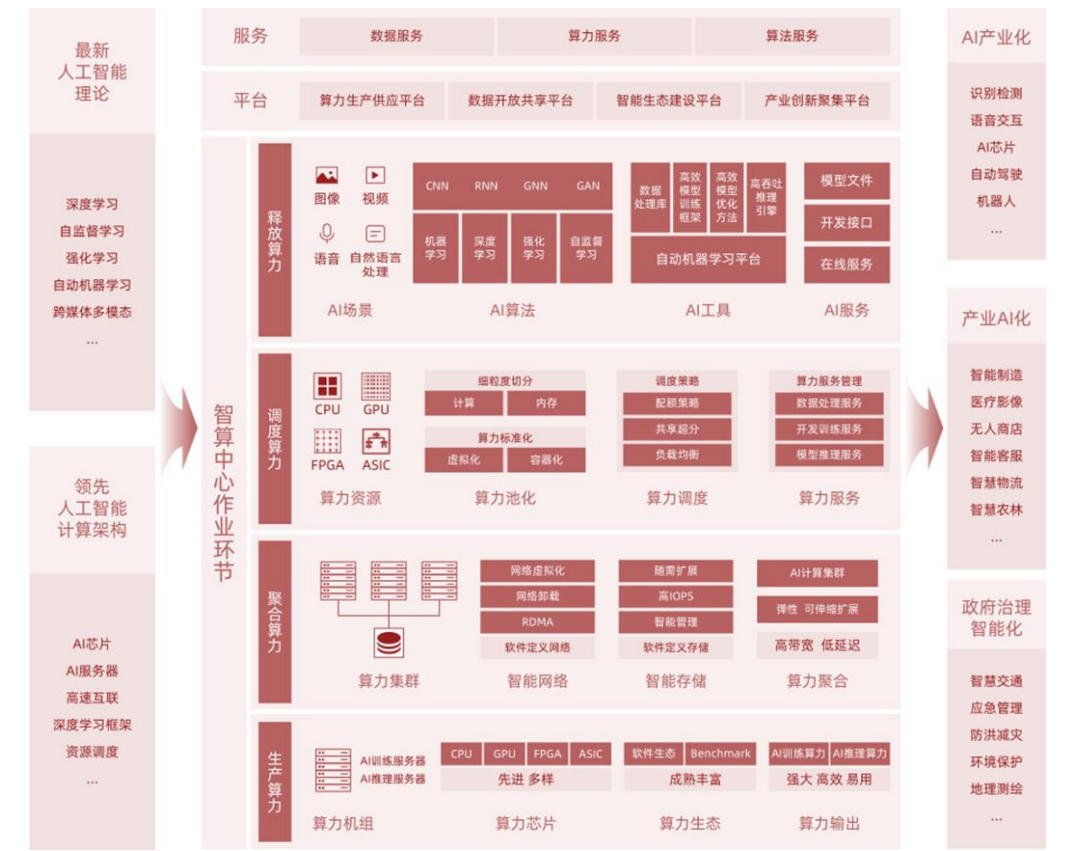 最新
人工智能
理论
深度学习
自监督学习
强化学习
自动机器学习
跨媒体多模态
...
领先
人工智能
计算架构
AI芯片
AI服务器
高速互联
深度学习框架
资源调度
...
服务
数据服务
算力服务
算法服务
平台
算力生产供应平台
数据开放共享平台
智能生态建设平台
产业创新聚集平台
智算中心作业环节
释放算力
图像
视频
语音
自然语言
处理
AI场景
CNN
RNN
GNN
GAN
机器
学习
深度
学习
强化
学习
自监督
学习
AI算法
数据
处理库
高效
模型
训练
框架
高效
模型
优化
方法
高吞吐
推理
引擎
自动机器学习平台
AI工具
模型文件
开发接口
在线服务
AI服务
调度算力
CPU
GPU
FPGA
ASIC
算力资源
细粒度切分
计算
内存
算力标准化
虚拟化
容器化
算力池化
调度策略
配额策略
共享超分
负载均衡
算力调度
算力服务管理
数据处理服务
开发训练服务
模型推理服务
算力服务
聚合算力
算力集群
网络虚拟化
网络卸载
RDMA
软件定义网络
智能网络
随需扩展
高IOPS
智能管理
软件定义存储
智能存储
AI计算集群
弹性 可伸缩扩展
高带宽 低延迟
算力聚合
生产算力
AI训练服务器
AI推理服务器
算力机组
CPU
GPU
FPGA
ASIC
先进 多样
算力芯片
软件生态
Benchmark
成熟丰富
算力生态
AI训练算力
AI推理算力
强大 高效 易用
算力输出
AI产业化
识别检测
语音交互
AI芯片
自动驾驶
机器人
...
产业AI化
智能制造
医疗影像
无人商店
智能客服
智慧物流
智慧农林
...
政府治理
智能化
智慧交通
应急管理
防洪减灾
环境保护
地理测绘
...